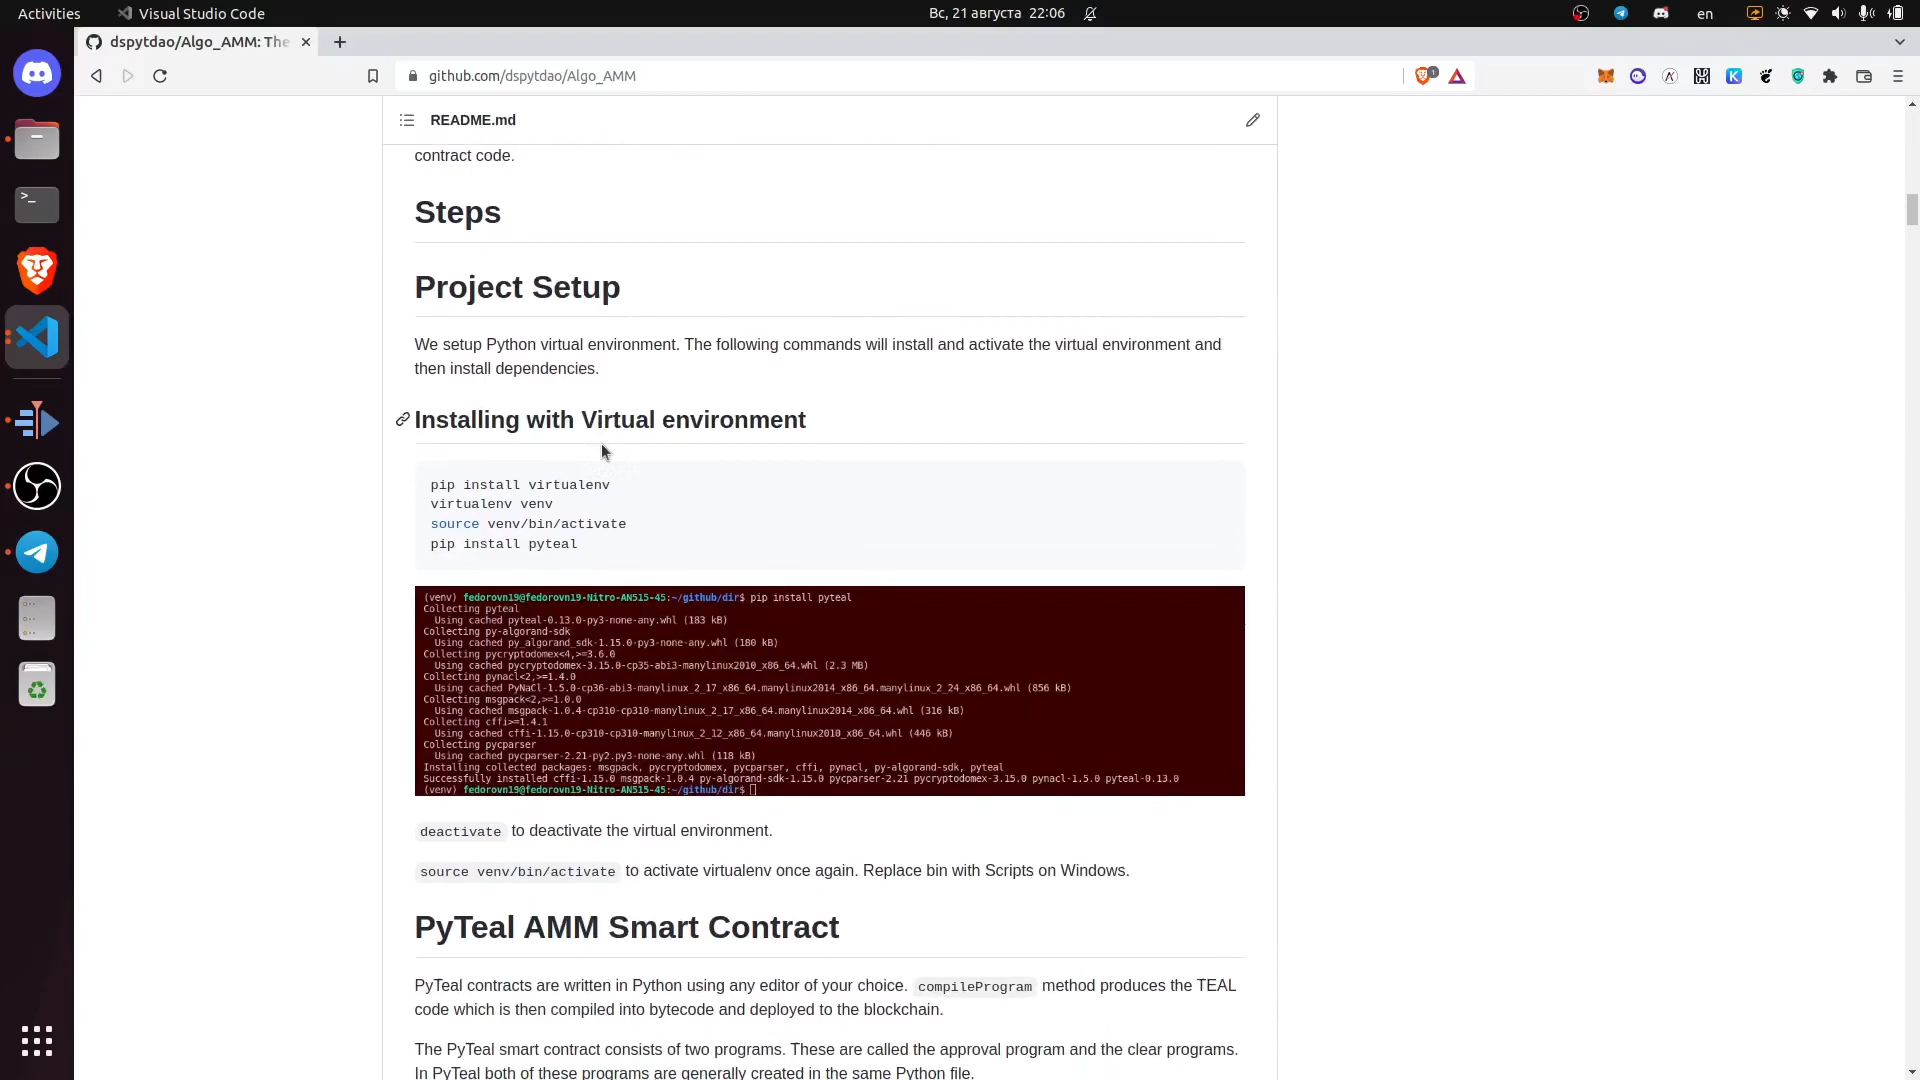 Activities
Visual Studio Code
Вс, 21 августа 22:06
en
dspytdao/Algo_AMM: The
github.com/dspytdao/Algo_AMM
1
README.md
contract code.
Steps
Project Setup
We setup Python virtual environment. The following commands will install and activate the virtual environment and
then install dependencies.
Installing with Virtual environment
pip install virtualenv
virtualenv venv
source venv/bin/activate
pip install pyteal
(venv) fedorovn19@fedorovn19-Nitro-AN515-45:~/github/dir$ pip install pyteal
Collecting pyteal
Using cached pyteal-0.13.0-py3-none-any.whl (183 kB)
Collecting py-algorand-sdk
Using cached py_algorand_sdk-1.15.0-py3-none-any.whl (180 kB)
Collecting pycryptodomex<4,>=3.6.0
Using cached pycryptodomex-3.15.0-cp35-abi3-manylinux2010_x86_64.whl (2.3 MB)
Collecting pynacl<2,>=1.4.0
Using cached PyNaCl-1.5.0-cp36-abi3-manylinux_2_17_x86_64.manylinux2014_x86_64.manylinux_2_24_x86_64.whl (856 kB)
Collecting msgpack<2,>=1.0.0
Using cached msgpack-1.0.4-cp310-cp310-manylinux_2_17_x86_64.manylinux2014_x86_64.whl (316 kB)
Collecting cffi>=1.4.1
Using cached cffi-1.15.0-cp310-cp310-manylinux_2_12_x86_64.manylinux2010_x86_64.whl (446 kB)
Collecting pycparser
Using cached pycparser-2.21-py2.py3-none-any.whl (118 kB)
Installing collected packages: msgpack, pycryptodomex, pycparser, cffi, pynacl, py-algorand-sdk, pyteal
Successfully installed cffi-1.15.0 msgpack-1.0.4 py-algorand-sdk-1.15.0 pycparser-2.21 pycryptodomex-3.15.0 pynacl-1.5.0 pyteal-0.13.0
(venv) fedorovn19@fedorovn19-Nitro-AN515-45:~/github/dir$
deactivate to deactivate the virtual environment.
source venv/bin/activate to activate virtualenv once again. Replace bin with Scripts on Windows.
PyTeal AMM Smart Contract
PyTeal contracts are written in Python using any editor of your choice. compileProgram method produces the TEAL
code which is then compiled into bytecode and deployed to the blockchain.
The PyTeal smart contract consists of two programs. These are called the approval program and the clear programs.
In PyTeal both of these programs are generally created in the same Python file.